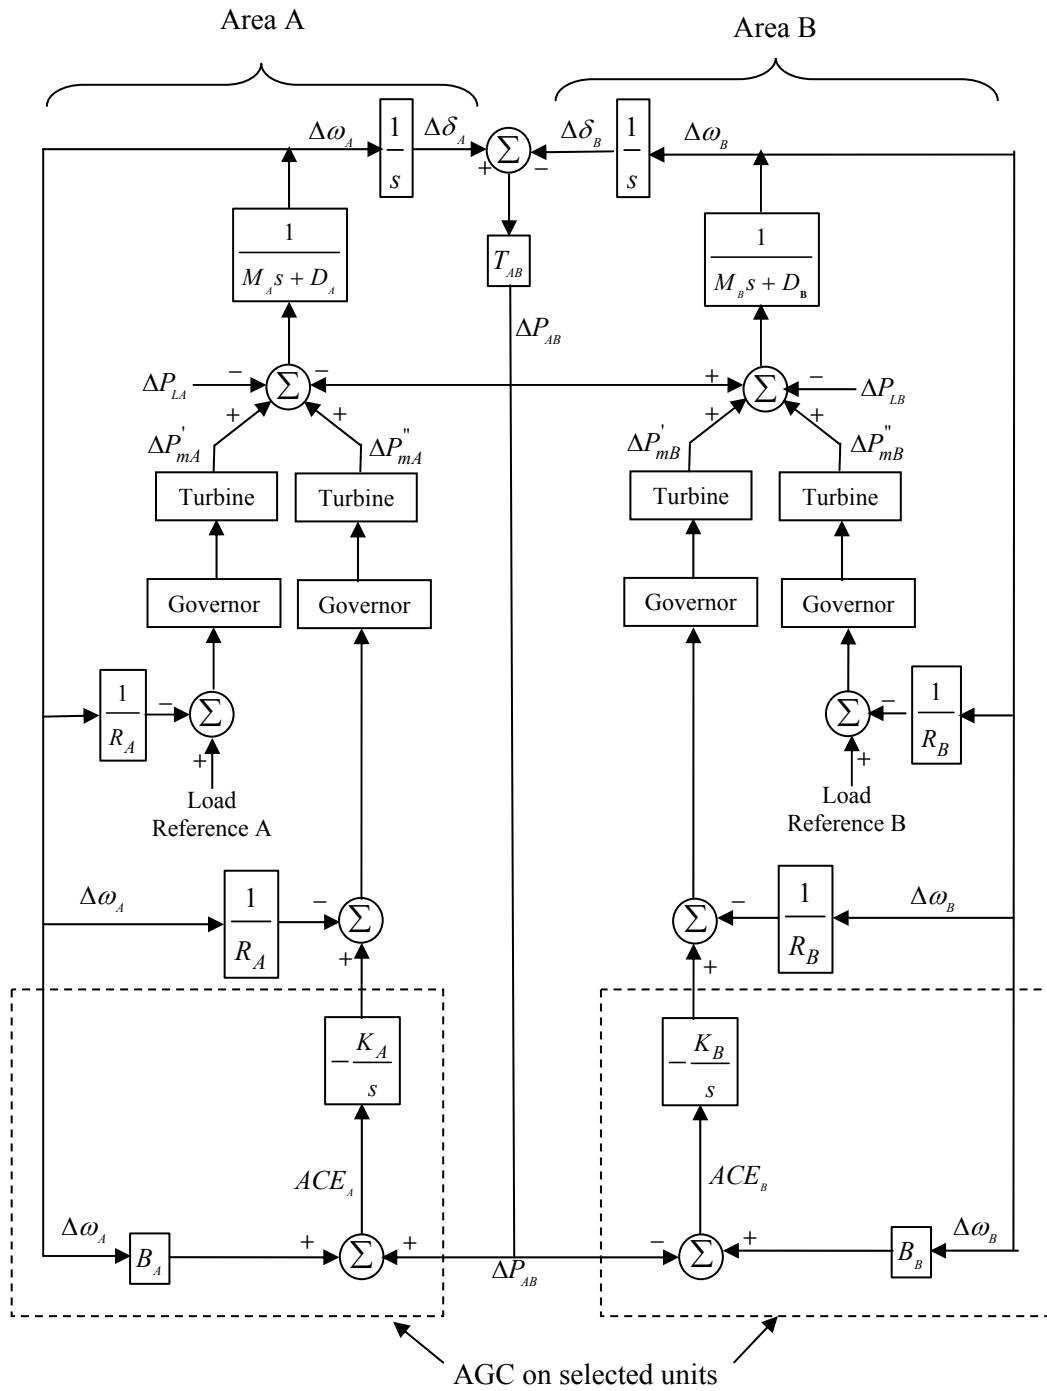 Area A
Area B
Δω_A
1/s
Δδ_A
Σ
+
−
Δδ_B
1/s
Δω_B
1/(M_A s + D_A)
T_AB
1/(M_B s + D_B)
ΔP_AB
ΔP_LA
−
Σ
−
+
Σ
−
ΔP_LB
+
+
+
+
ΔP'_mA
ΔP"_mA
ΔP'_mB
ΔP"_mB
Turbine
Turbine
Turbine
Turbine
Governor
Governor
Governor
Governor
1/R_A
−
Σ
+
Σ
−
+
1/R_B
Load
Reference A
Load
Reference B
Δω_A
1/R_A
−
Σ
+
Σ
−
+
1/R_B
Δω_B
−K_A/s
−K_B/s
ACE_A
ACE_B
Δω_A
B_A
+
Σ
+
ΔP_AB
−
Σ
+
B_B
Δω_B
AGC on selected units